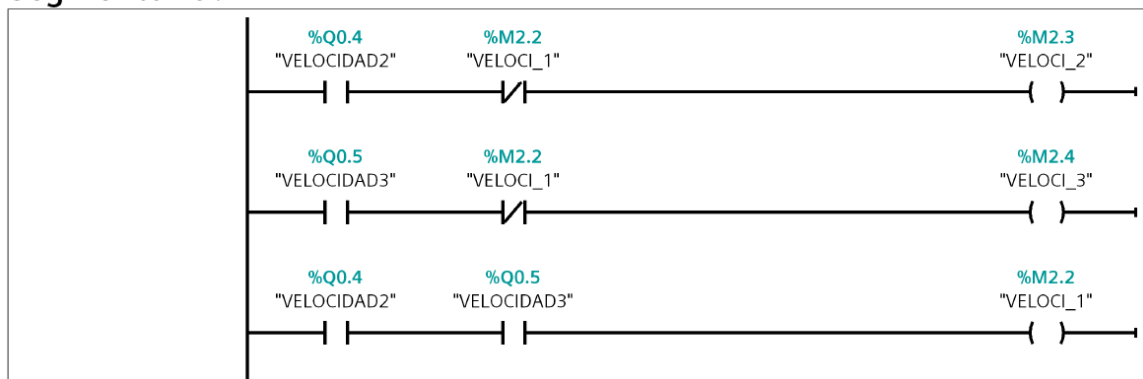 %Q0.4 %M2.2 %M2.3
"VELOCIDAD2" "VELOCI_1" "VELOCI_2"
%Q0.5 %M2.2 %M2.4
"VELOCIDAD3" "VELOCI_1" "VELOCI_3"
%Q0.4 %Q0.5 %M2.2
"VELOCIDAD2" "VELOCIDAD3" "VELOCI_1"